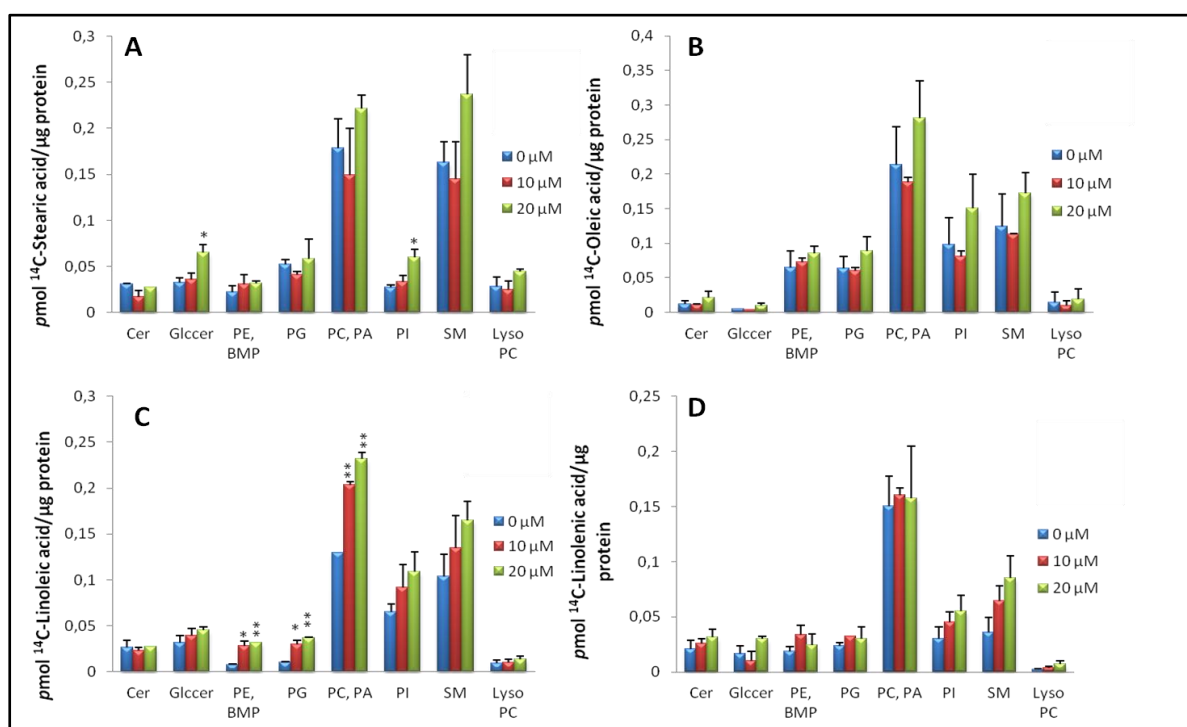 A
pmol ¹⁴C-Stearic acid/µg protein
0,3
0,25
0,2
0,15
0,1
0,05
0
*
*
0 µM
10 µM
20 µM
Cer Glccer PE, PG PC, PA PI SM Lyso
BMP PC
B
pmol ¹⁴C-Oleic acid/µg protein
0,4
0,35
0,3
0,25
0,2
0,15
0,1
0,05
0
0 µM
10 µM
20 µM
Cer Glccer PE, PG PC, PA PI SM Lyso
BMP PC
C
pmol ¹⁴C-Linoleic acid/µg protein
0,3
0,25
0,2
0,15
0,1
0,05
0
* ** * ** ** **
0 µM
10 µM
20 µM
Cer Glccer PE, PG PC, PA PI SM Lyso
BMP PC
D
pmol ¹⁴C-Linolenic acid/µg
protein
0,25
0,2
0,15
0,1
0,05
0
0 µM
10 µM
20 µM
Cer Glccer PE, PG PC, PA PI SM Lyso
BMP PC